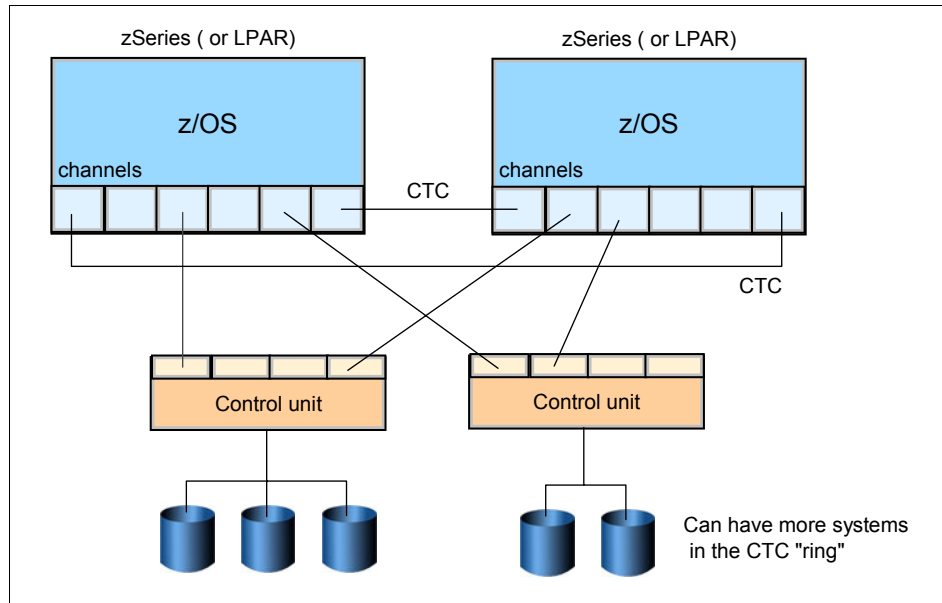 zSeries ( or LPAR)
zSeries ( or LPAR)
z/OS
z/OS
channels
channels
CTC
CTC
Control unit
Control unit
Can have more systems
in the CTC "ring"